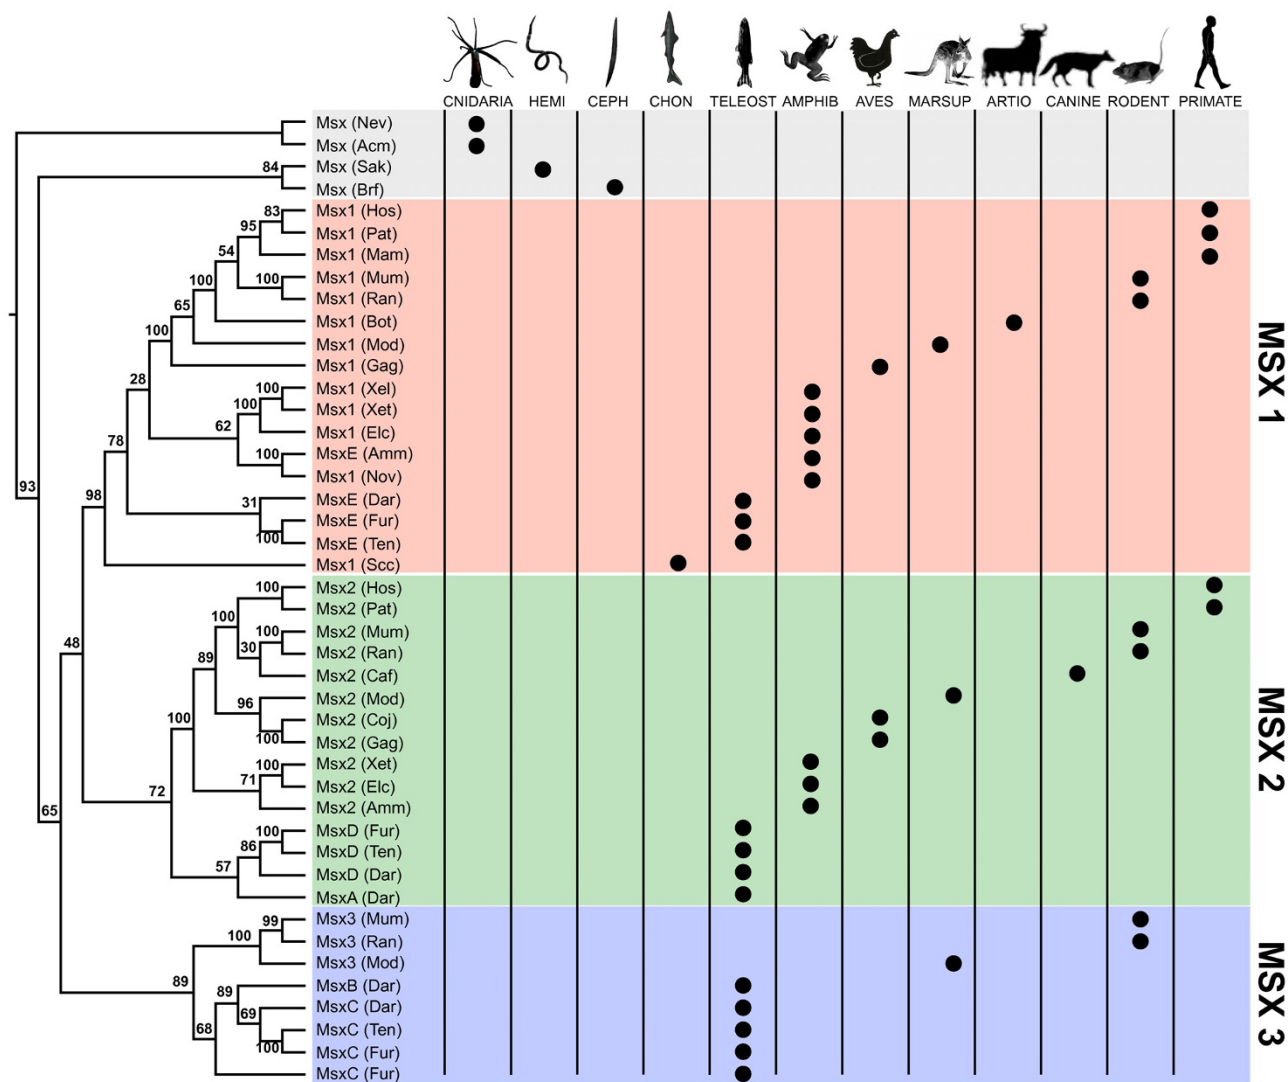 CNIDARIA HEMI CEPH CHON TELEOST AMPHIB AVES MARSUP ARTIO CANINE RODENT PRIMATE
Msx (Nev)
Msx (Acm)
84 Msx (Sak)
Msx (Brf)
83 Msx1 (Hos)
95 Msx1 (Pat)
54 Msx1 (Mam)
100 100 Msx1 (Mum)
65 Msx1 (Ran)
100 Msx1 (Bot)
Msx1 (Mod)
28 Msx1 (Gag)
100 Msx1 (Xel)
100 Msx1 (Xet)
78 62 Msx1 (Elc)
100 MsxE (Amm)
Msx1 (Nov)
93 98 31 MsxE (Dar)
MsxE (Fur)
100 MsxE (Ten)
Msx1 (Scc)
MSX 1
100 Msx2 (Hos)
100 Msx2 (Pat)
48 100 Msx2 (Mum)
89 30 Msx2 (Ran)
Msx2 (Caf)
96 Msx2 (Mod)
100 Msx2 (Coj)
100 Msx2 (Gag)
100 Msx2 (Xet)
72 71 Msx2 (Elc)
65 Msx2 (Amm)
100 MsxD (Fur)
86 MsxD (Ten)
57 MsxD (Dar)
MsxA (Dar)
MSX 2
99 Msx3 (Mum)
100 Msx3 (Ran)
Msx3 (Mod)
89 89 MsxB (Dar)
69 MsxC (Dar)
68 MsxC (Ten)
100 MsxC (Fur)
MsxC (Fur)
MSX 3